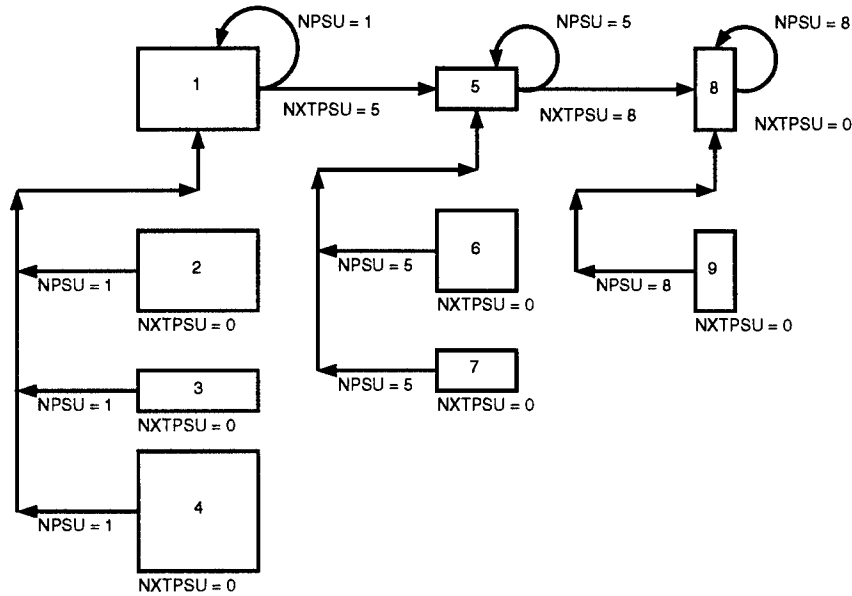 NPSU = 1
NPSU = 5
NPSU = 8
1
5
8
NXTPSU = 5
NXTPSU = 8
NXTPSU = 0
2
6
9
NPSU = 1
NPSU = 5
NPSU = 8
NXTPSU = 0
NXTPSU = 0
NXTPSU = 0
3
7
NPSU = 1
NPSU = 5
NXTPSU = 0
NXTPSU = 0
4
NPSU = 1
NXTPSU = 0